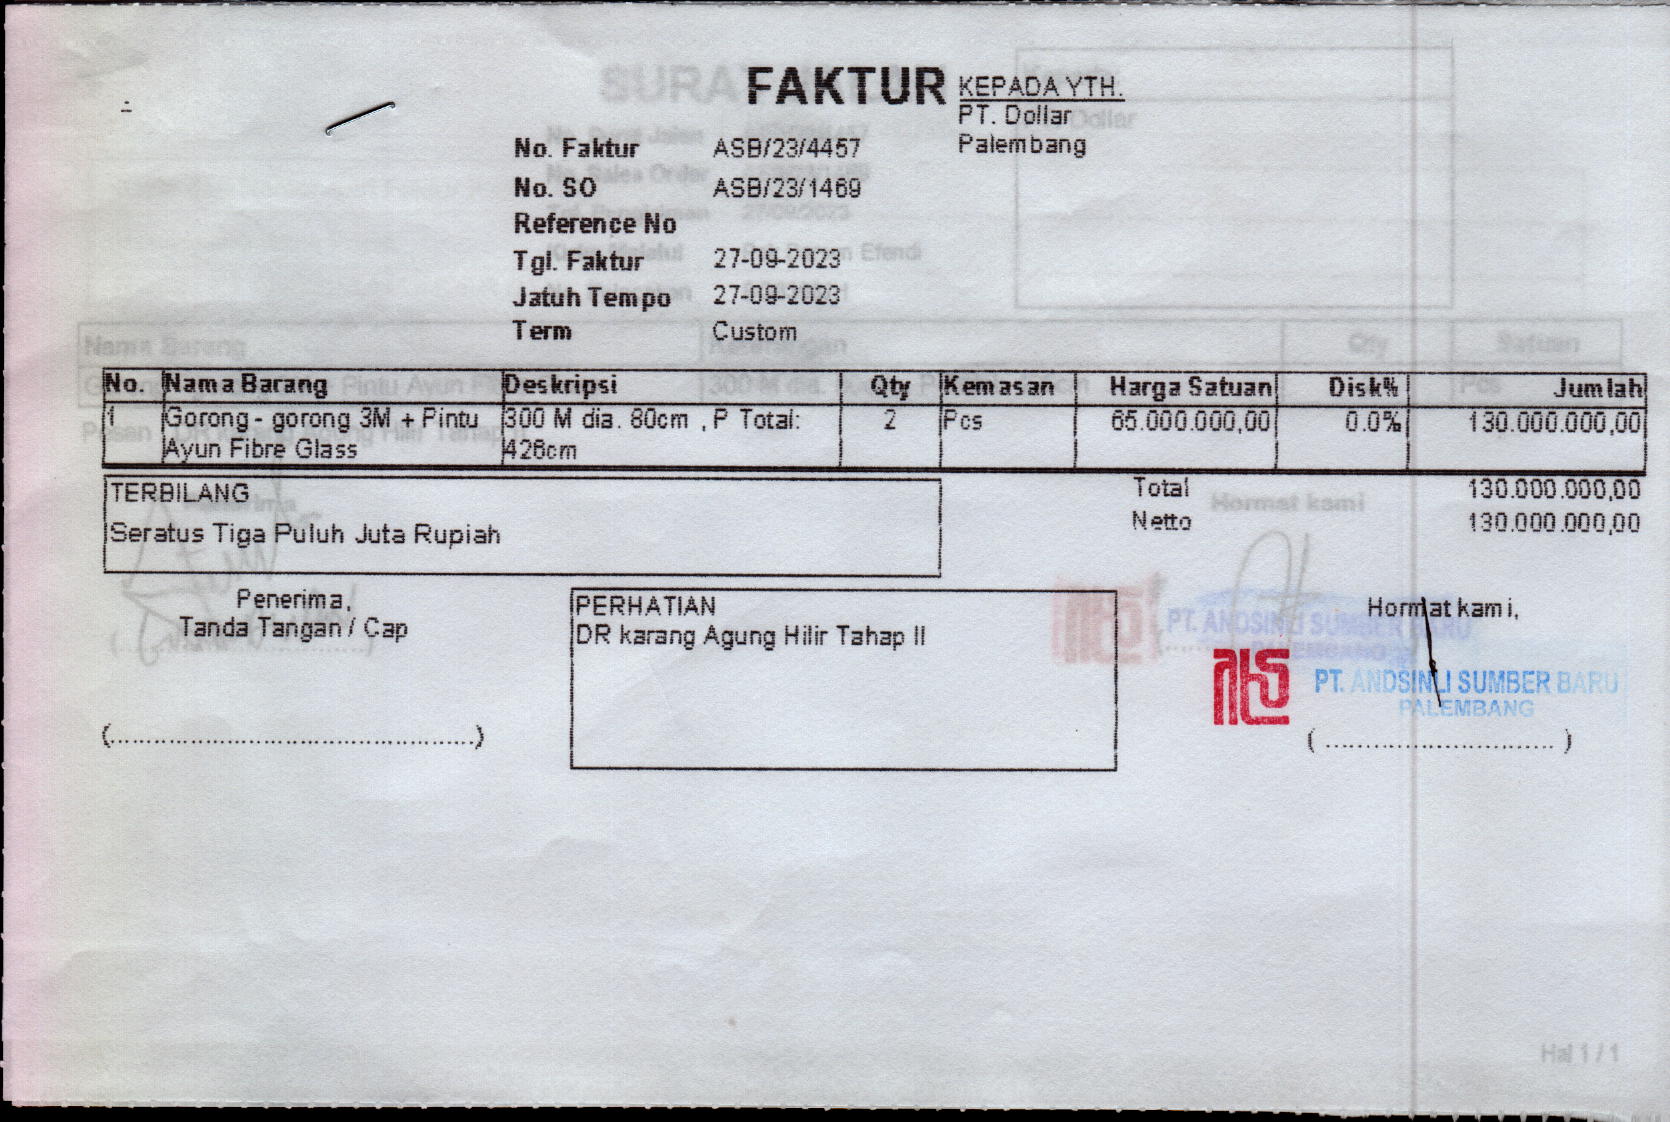 FAKTUR
KEPADA YTH.
PT. Dollar
Palembang
No. Faktur ASB/23/4457
No. SO ASB/23/1469
Reference No
Tgl. Faktur 27-09-2023
Jatuh Tempo 27-09-2023
Term Custom
No. Nama Barang Deskripsi Qty Kemasan Harga Satuan Disk% Jumlah
1 Gorong - gorong 3M + Pintu 300 M dia. 80cm , P Total: 2 Pcs 65.000.000,00 0.0% 130.000.000,00
Ayun Fibre Glass 426cm
TERBILANG
Seratus Tiga Puluh Juta Rupiah
Total 130.000.000,00
Netto 130.000.000,00
Penerima,
Tanda Tangan / Cap
(...............................................)
PERHATIAN
DR karang Agung Hilir Tahap II
Hormat kami,
PT. ANDSINLI SUMBER BARU
PALEMBANG
( ............................. )
Hal 1 / 1